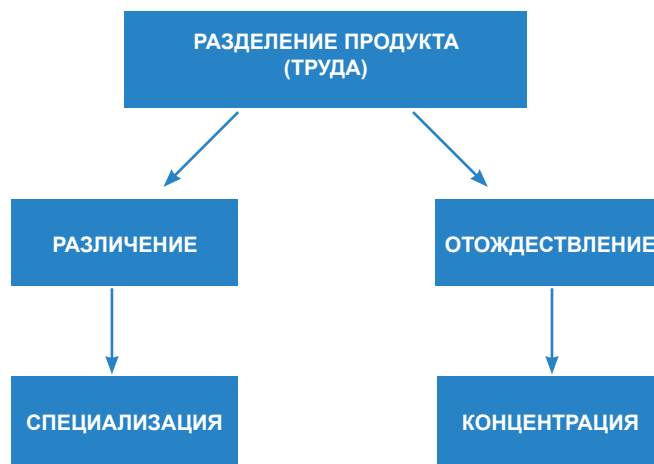 РАЗДЕЛЕНИЕ ПРОДУКТА
(ТРУДА)
РАЗЛИЧЕНИЕ
ОТОЖДЕСТВЛЕНИЕ
СПЕЦИАЛИЗАЦИЯ
КОНЦЕНТРАЦИЯ